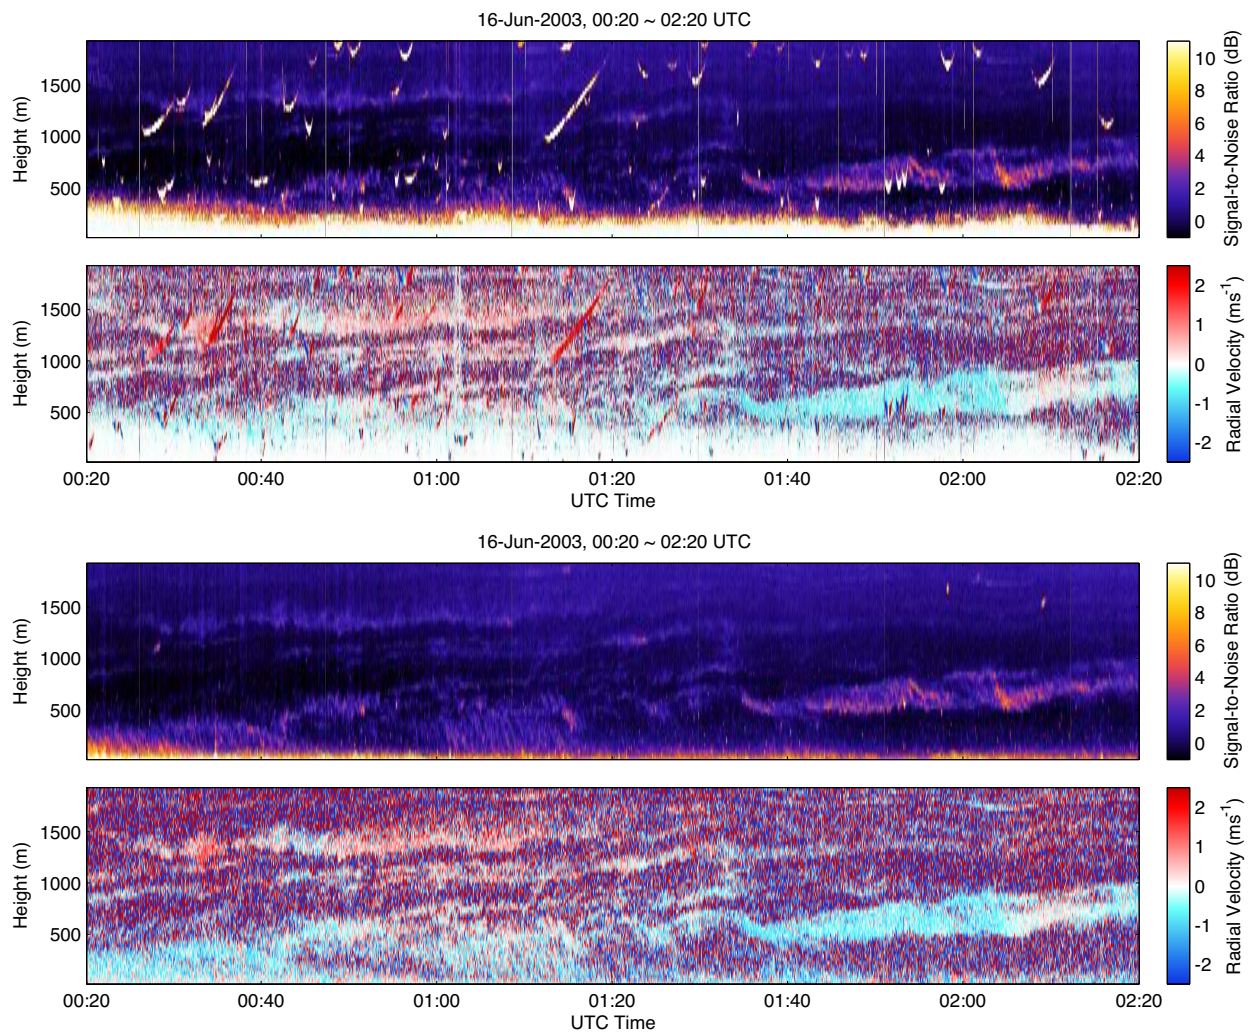 16-Jun-2003, 00:20 ~ 02:20 UTC
Height (m)
1500
1000
500
10
8
6
4
2
0
Signal-to-Noise Ratio (dB)
Height (m)
1500
1000
500
2
1
0
-1
-2
Radial Velocity (ms⁻¹)
00:20 00:40 01:00 01:20 01:40 02:00 02:20
UTC Time
16-Jun-2003, 00:20 ~ 02:20 UTC
Height (m)
1500
1000
500
10
8
6
4
2
0
Signal-to-Noise Ratio (dB)
Height (m)
1500
1000
500
2
1
0
-1
-2
Radial Velocity (ms⁻¹)
00:20 00:40 01:00 01:20 01:40 02:00 02:20
UTC Time